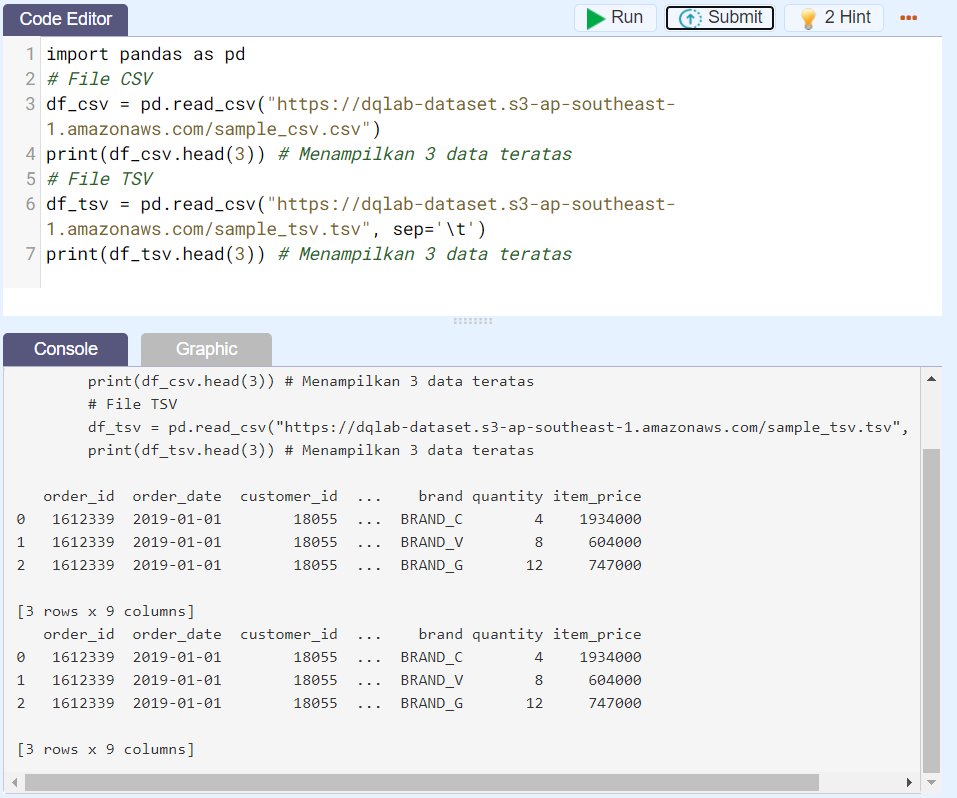 Code Editor
Run
Submit
2 Hint
1 import pandas as pd
2 # File CSV
3 df_csv = pd.read_csv("https://dqlab-dataset.s3-ap-southeast-
1.amazonaws.com/sample_csv.csv")
4 print(df_csv.head(3)) # Menampilkan 3 data teratas
5 # File TSV
6 df_tsv = pd.read_csv("https://dqlab-dataset.s3-ap-southeast-
1.amazonaws.com/sample_tsv.tsv", sep='\t')
7 print(df_tsv.head(3)) # Menampilkan 3 data teratas
Console
Graphic
print(df_csv.head(3)) # Menampilkan 3 data teratas
# File TSV
df_tsv = pd.read_csv("https://dqlab-dataset.s3-ap-southeast-1.amazonaws.com/sample_tsv.tsv",
print(df_tsv.head(3)) # Menampilkan 3 data teratas
order_id order_date customer_id ... brand quantity item_price
0 1612339 2019-01-01 18055 ... BRAND_C 4 1934000
1 1612339 2019-01-01 18055 ... BRAND_V 8 604000
2 1612339 2019-01-01 18055 ... BRAND_G 12 747000
[3 rows x 9 columns]
order_id order_date customer_id ... brand quantity item_price
0 1612339 2019-01-01 18055 ... BRAND_C 4 1934000
1 1612339 2019-01-01 18055 ... BRAND_V 8 604000
2 1612339 2019-01-01 18055 ... BRAND_G 12 747000
[3 rows x 9 columns]